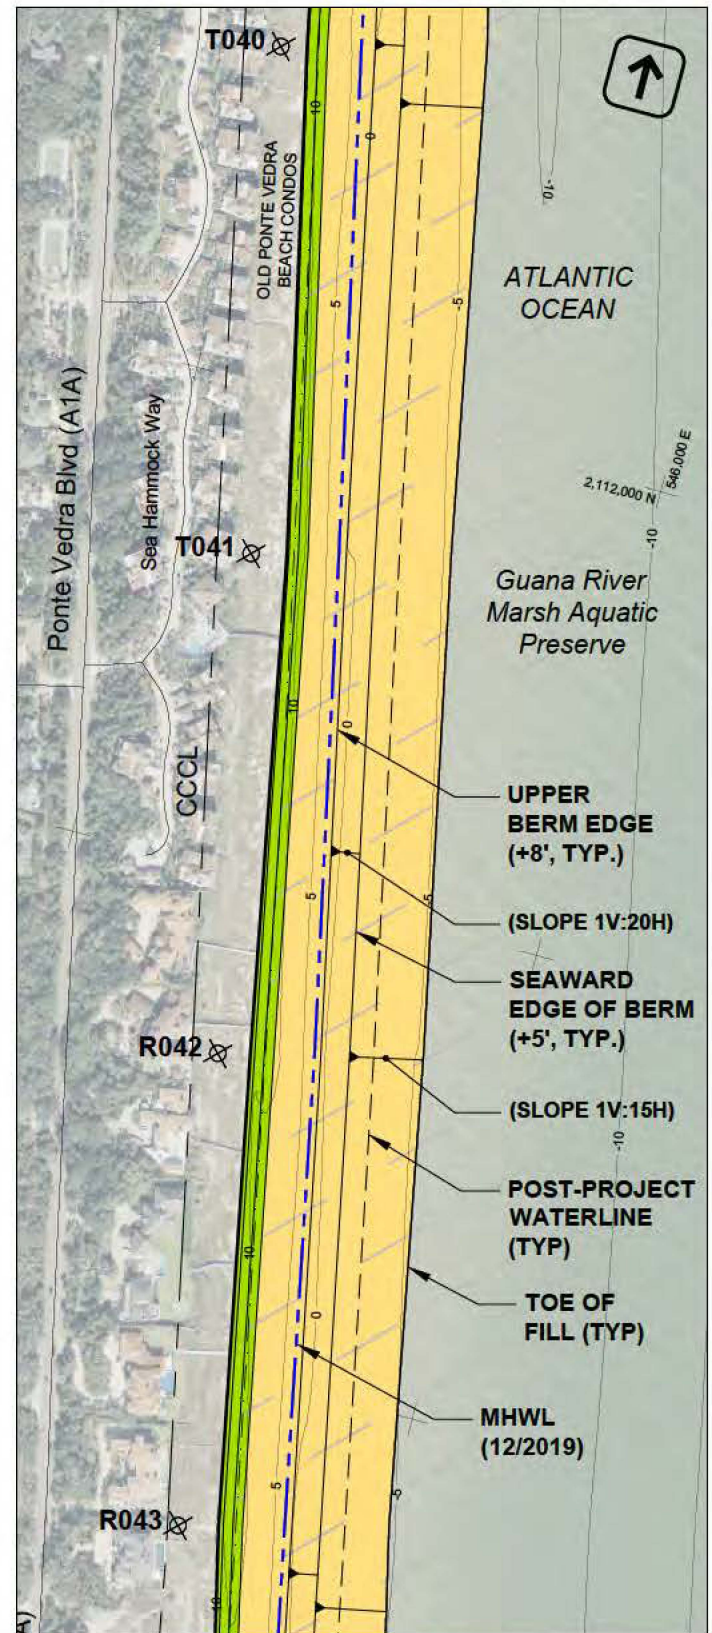 T040
10
0
-10
OLD PONTE VEDRA
BEACH CONDOS
ATLANTIC
OCEAN
5
-5
Ponte Vedra Blvd (A1A)
Sea Hammock Way
2,112,000 N
546,000 E
T041
-10
Guana River
Marsh Aquatic
Preserve
10
0
CCCL
UPPER
BERM EDGE
(+8', TYP.)
5
-5
(SLOPE 1V:20H)
SEAWARD
EDGE OF BERM
(+5', TYP.)
R042
(SLOPE 1V:15H)
-10
POST-PROJECT
WATERLINE
(TYP)
10
0
TOE OF
FILL (TYP)
MHWL
(12/2019)
5
-5
R043
10
A)